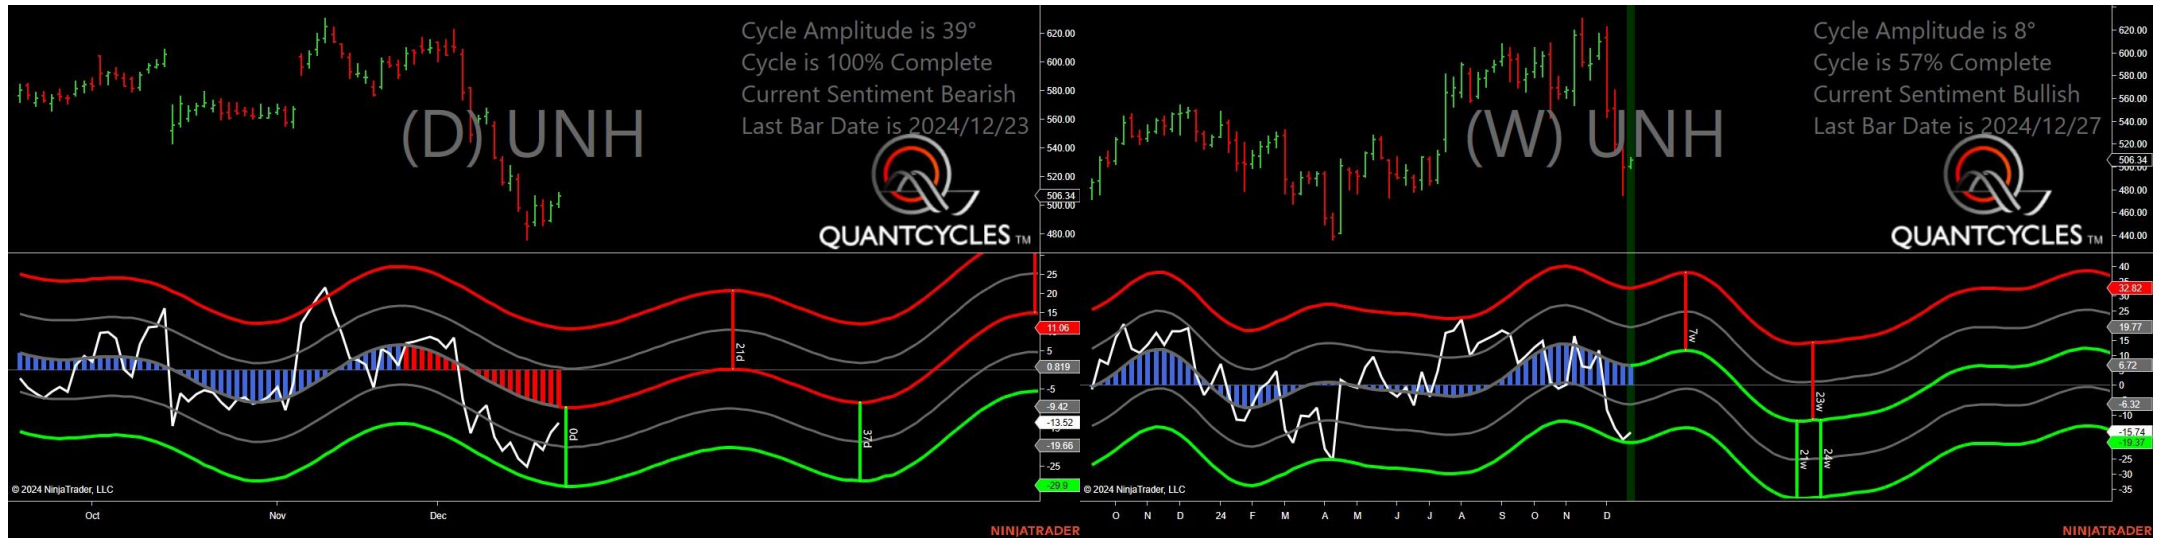 Cycle Amplitude is 39°
Cycle is 100% Complete
Current Sentiment Bearish
Last Bar Date is 2024/12/23
(D) UNH
QUANTCYCLES TM
620.00
600.00
580.00
560.00
540.00
520.00
506.34
500.00
480.00
25
20
15
11.06
5
0.819
-5
-9.42
-13.52
-19.66
-25
-29.9
21d
0d
37d
© 2024 NinjaTrader, LLC
Oct Nov Dec
NINJATRADER
Cycle Amplitude is 8°
Cycle is 57% Complete
Current Sentiment Bullish
Last Bar Date is 2024/12/27
(W) UNH
QUANTCYCLES TM
620.00
600.00
580.00
560.00
540.00
520.00
506.34
500.00
480.00
460.00
440.00
40
32.82
30
25
19.77
15
10
6.72
0
-6.32
-10
-15.74
-19.37
-25
-30
-35
7w
23w
21w
24w
© 2024 NinjaTrader, LLC
O N D 24 F M A M J J A S O N D
NINJATRADER